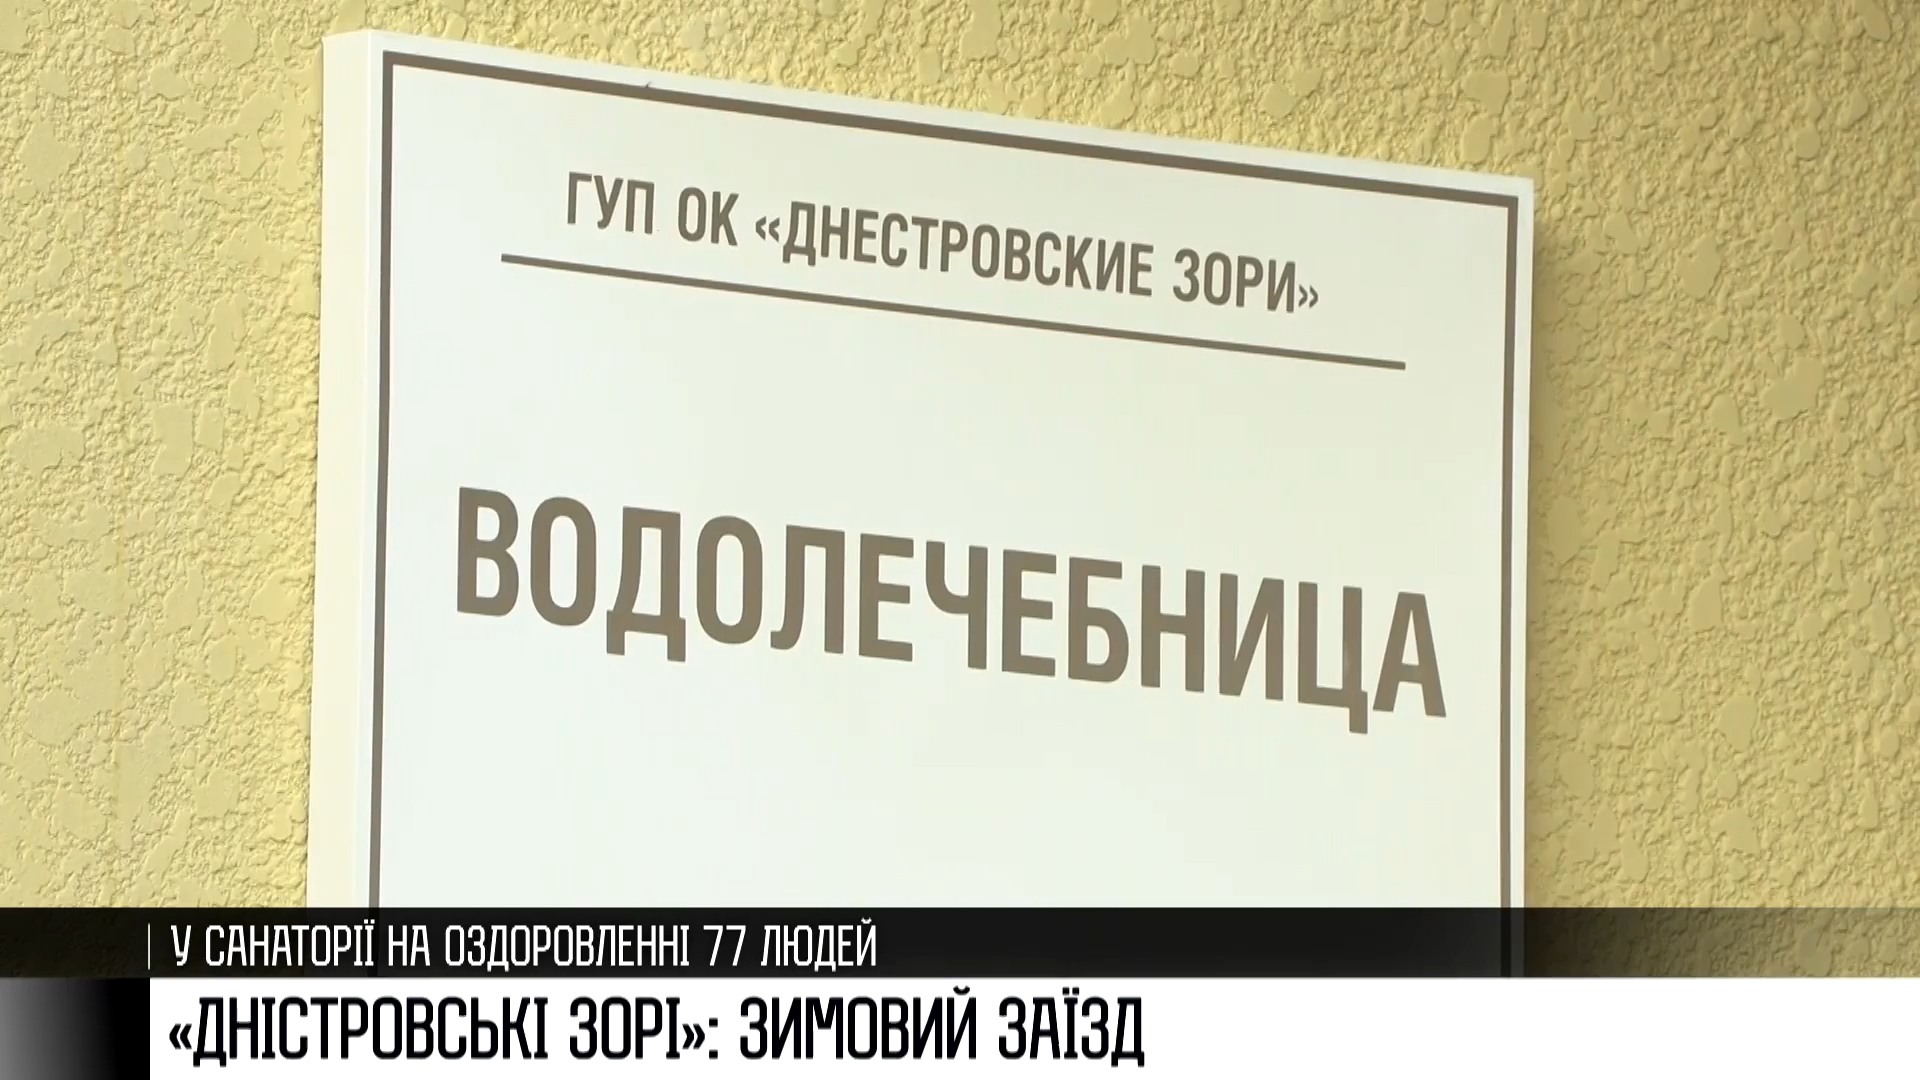 ГУП ОК «ДНЕСТРОВСКИЕ ЗОРИ»
ВОДОЛЕЧЕБНИЦА
У САНАТОРІЇ НА ОЗДОРОВЛЕННІ 77 ЛЮДЕЙ
«ДНІСТРОВСЬКІ ЗОРІ»: ЗИМОВИЙ ЗАЇЗД